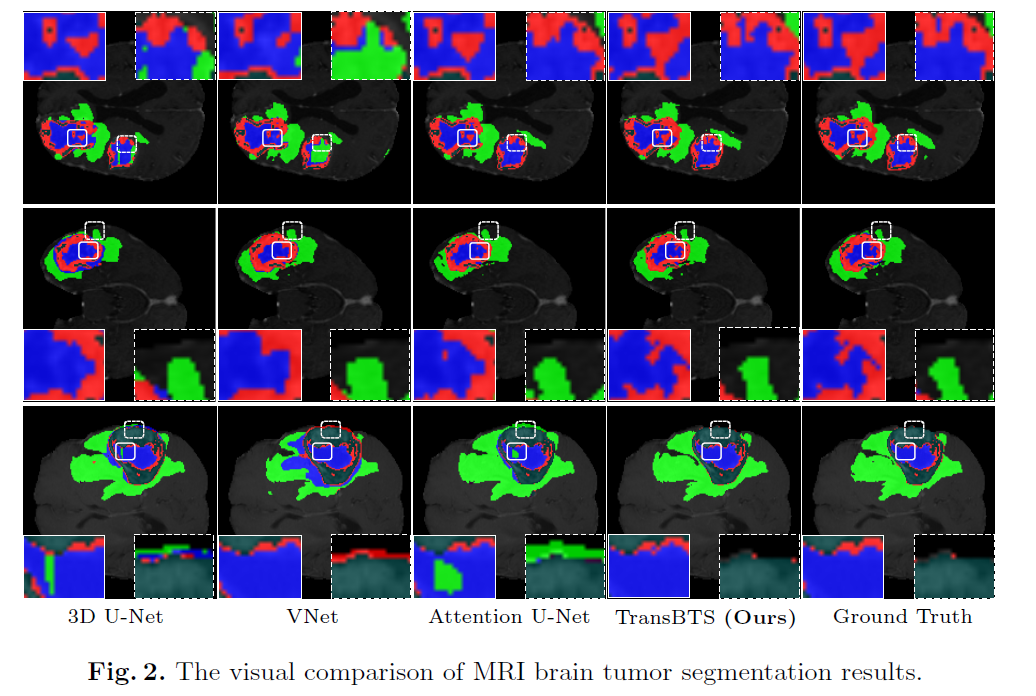 3D U-Net VNet Attention U-Net TransBTS (Ours) Ground Truth
Fig. 2. The visual comparison of MRI brain tumor segmentation results.